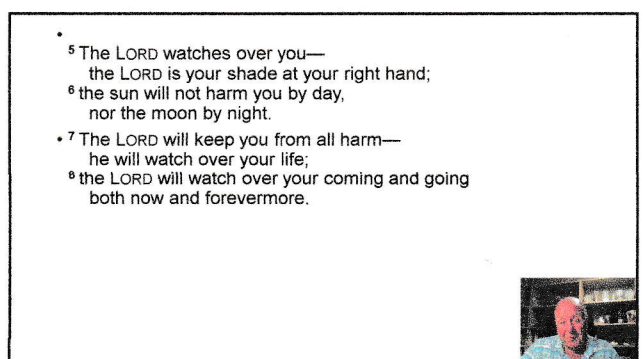 •
⁵ The LORD watches over you—
the LORD is your shade at your right hand;
⁶ the sun will not harm you by day,
nor the moon by night.
• ⁷ The LORD will keep you from all harm—
he will watch over your life;
⁸ the LORD will watch over your coming and going
both now and forevermore.